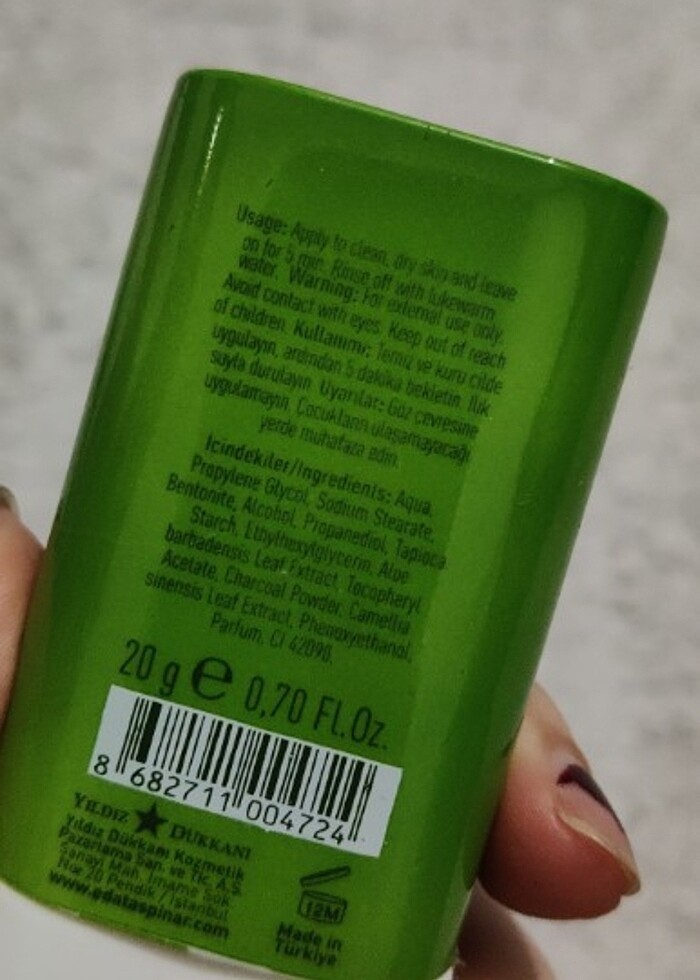 Usage: Apply to clean, dry skin and leave
on for 5 min. Rinse off with lukewarm
water. Warning: For external use only.
Avoid contact with eyes. Keep out of reach
of children. Kullanımı: Temiz ve kuru cilde
uygulayın, ardından 5 dakika bekletin. Ilık
suyla durulayın. Uyarılar: Göz çevresine
uygulamayın. Çocukların ulaşamayacağı
yerde muhafaza edin.
İçindekiler/Ingredients: Aqua,
Propylene Glycol, Sodium Stearate,
Bentonite, Alcohol, Propanediol, Tapioca
Starch, Ethylhexylglycerin, Aloe
barbadensis Leaf Extract, Tocopheryl
Acetate, Charcoal Powder, Camellia
sinensis Leaf Extract, Phenoxyethanol,
Parfum, CI 42090.
20 g ℮ 0,70 FL.Oz.
8 682711 004724
YILDIZ ★ DÜKKANI
Yıldız Dükkanı Kozmetik
Pazarlama San. ve Tic. A.Ş.
Sanayi Mah. Imame Sok
No: 20 Pendik / İstanbul
www.edataspinar.com
12M
Made in
Türkiye